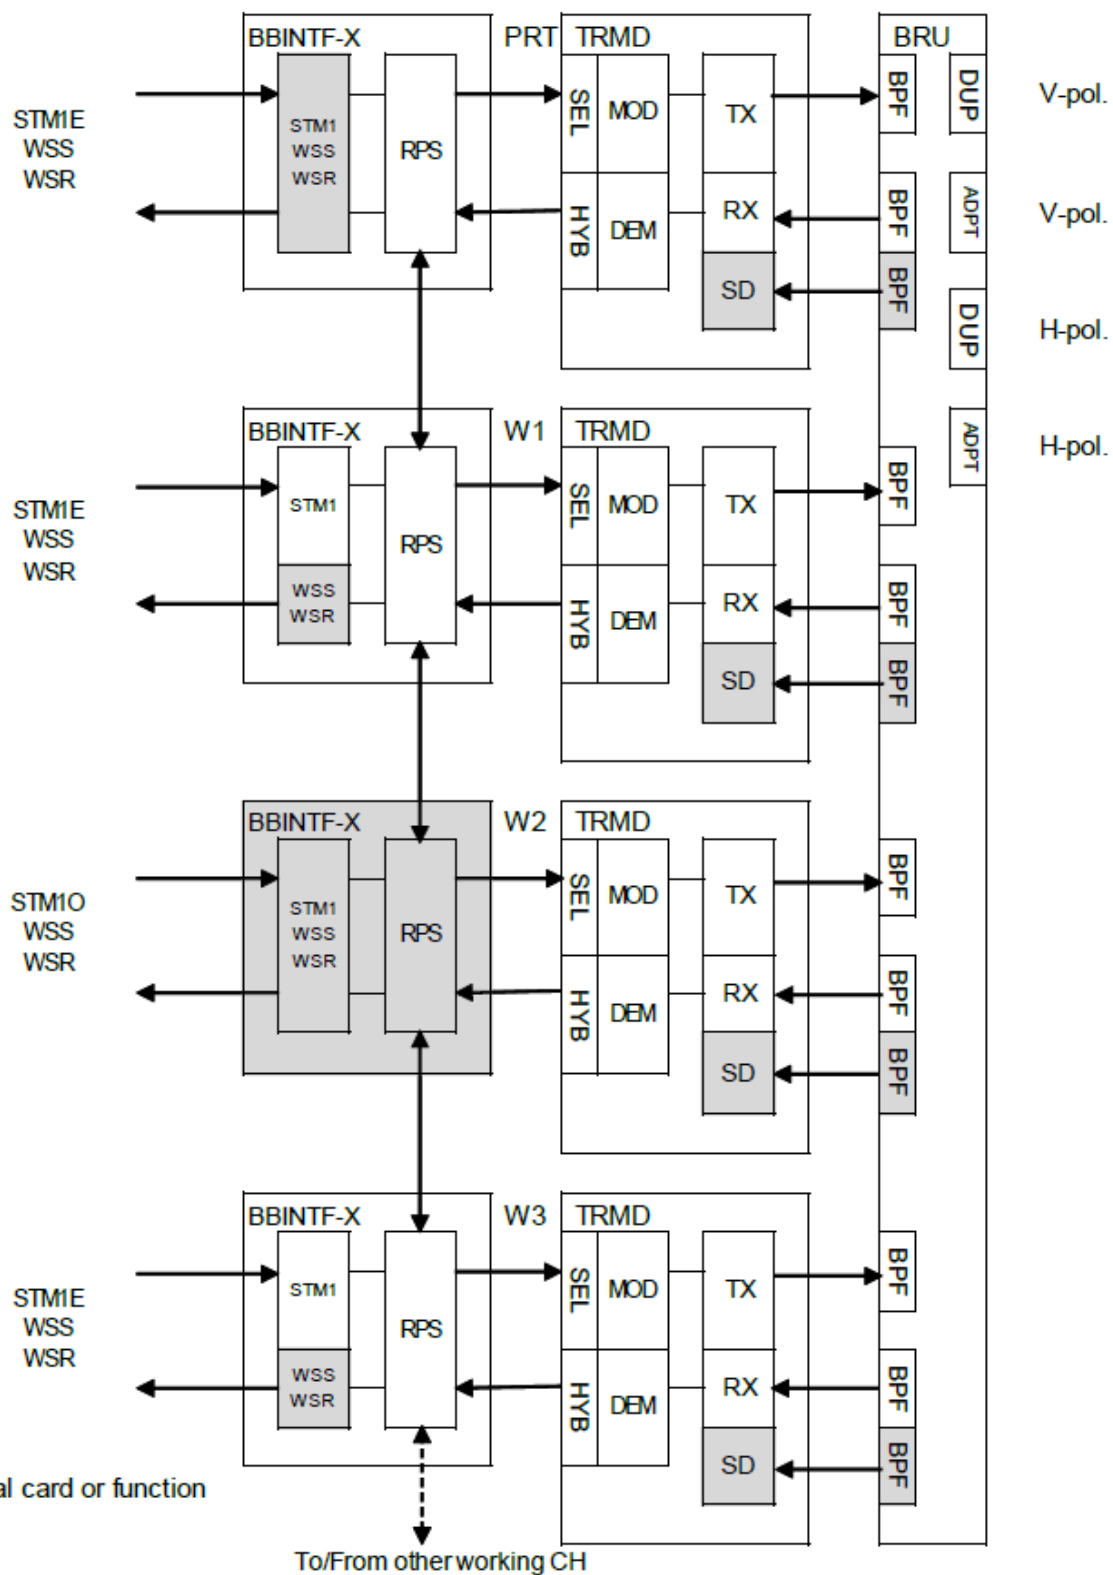 BBINTF-X PRT TRMD BRU
STM1E
WSS
WSR
STM1
WSS
WSR
RPS
SEL
MOD
TX
BPF
DUP
V-pol.
HYB
DEM
RX
BPF
ADPT
V-pol.
SD
BPF
DUP
H-pol.
BBINTF-X W1 TRMD
ADPT
H-pol.
STM1E
WSS
WSR
STM1
WSS
WSR
RPS
SEL
MOD
TX
BPF
HYB
DEM
RX
BPF
SD
BPF
BBINTF-X W2 TRMD
STM1O
WSS
WSR
STM1
WSS
WSR
RPS
SEL
MOD
TX
BPF
HYB
DEM
RX
BPF
SD
BPF
BBINTF-X W3 TRMD
STM1E
WSS
WSR
STM1
WSS
WSR
RPS
SEL
MOD
TX
BPF
HYB
DEM
RX
BPF
SD
BPF
al card or function
To/From other working CH